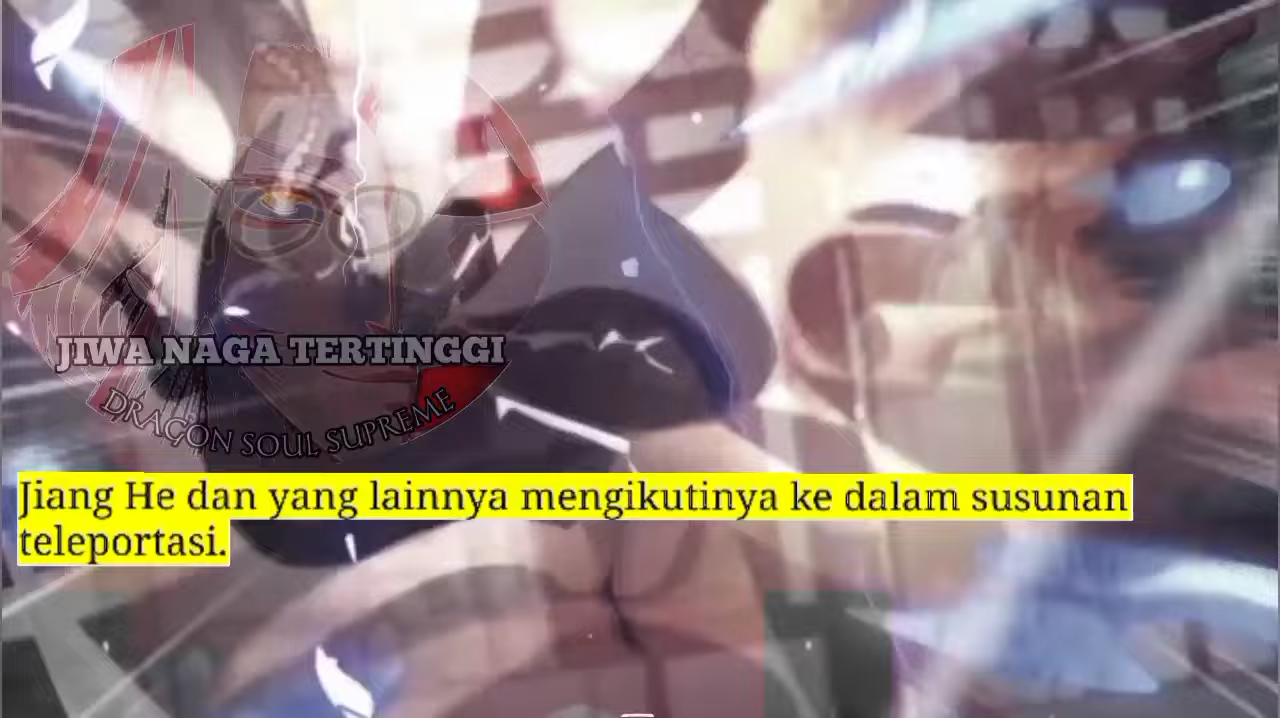 JIWA NAGA TERTINGGI
DRAGON SOUL SUPREME
Jiang He dan yang lainnya mengikutinya ke dalam susunan
teleportasi.